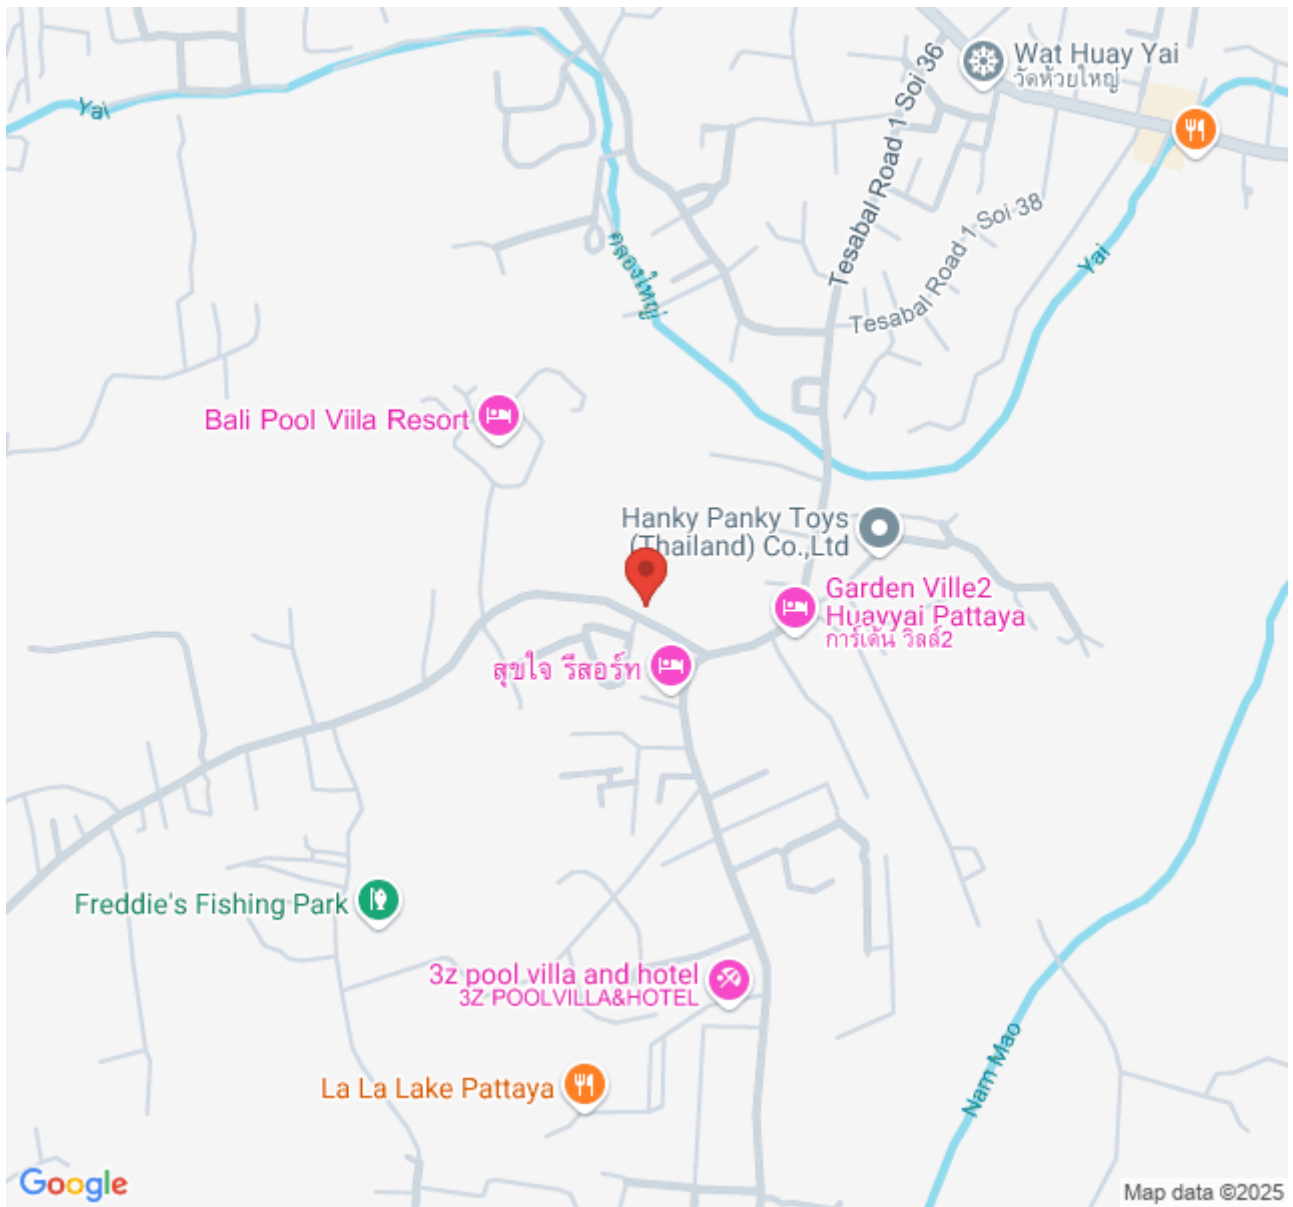 Wat Huay Yai
วัดห้วยใหญ่
Tesabal Road 1 Soi 36
Yai
Tesabal Road 1 Soi 38
คลองใหญ่
Yai
Bali Pool Viila Resort
Hanky Panky Toys
(Thailand) Co.,Ltd
Garden Ville2
Huayyai Pattaya
การ์เด้น วิลล์2
สุขใจ รีสอร์ท
Freddie's Fishing Park
3z pool villa and hotel
3Z POOLVILLA&HOTEL
Nam Mao
La La Lake Pattaya
Google
Map data ©2025